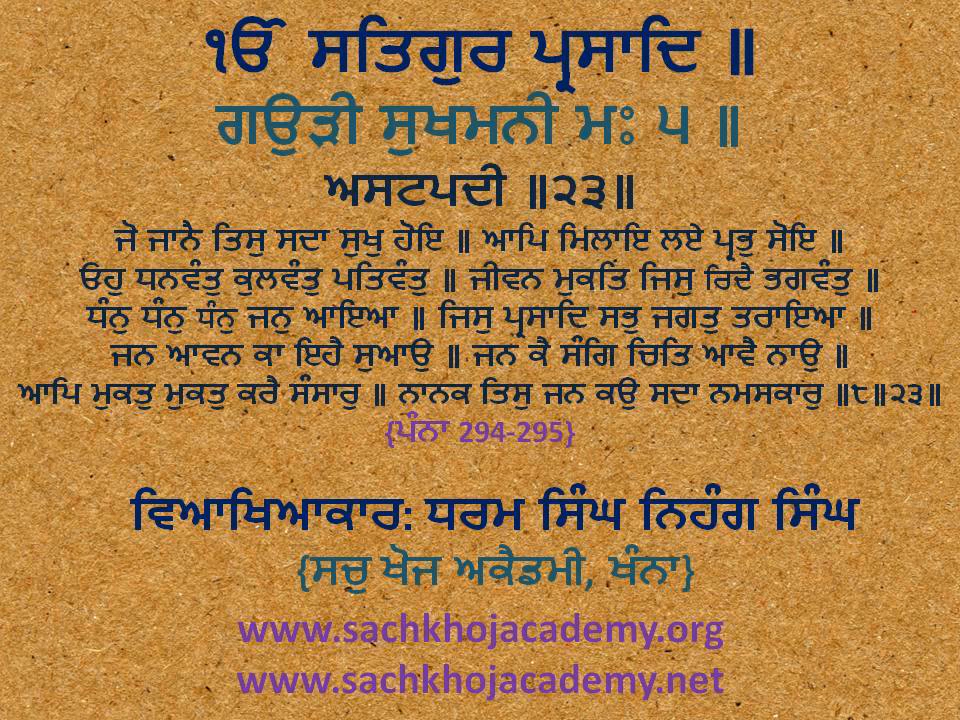 ੴ ਸਤਿਗੁਰ ਪ੍ਰਸਾਦਿ ॥
ਗਉੜੀ ਸੁਖਮਨੀ ਮਃ ੫ ॥
ਅਸਟਪਦੀ ॥੨੩॥
ਜੋ ਜਾਨੈ ਤਿਸੁ ਸਦਾ ਸੁਖੁ ਹੋਇ ॥ ਆਪਿ ਮਿਲਾਇ ਲਏ ਪ੍ਰਭੁ ਸੋਇ ॥
ਓਹੁ ਧਨਵੰਤੁ ਕੁਲਵੰਤੁ ਪਤਿਵੰਤੁ ॥ ਜੀਵਨ ਮੁਕਤਿ ਜਿਸੁ ਰਿਦੈ ਭਗਵੰਤੁ ॥
ਧੰਨੁ ਧੰਨੁ ਧੰਨੁ ਜਨੁ ਆਇਆ ॥ ਜਿਸੁ ਪ੍ਰਸਾਦਿ ਸਭੁ ਜਗਤੁ ਤਰਾਇਆ ॥
ਜਨ ਆਵਨ ਕਾ ਇਹੈ ਸੁਆਉ ॥ ਜਨ ਕੈ ਸੰਗਿ ਚਿਤਿ ਆਵੈ ਨਾਉ ॥
ਆਪਿ ਮੁਕਤੁ ਮੁਕਤੁ ਕਰੈ ਸੰਸਾਰੁ ॥ ਨਾਨਕ ਤਿਸੁ ਜਨ ਕਉ ਸਦਾ ਨਮਸਕਾਰੁ ॥੮॥੨੩॥
{ਪੰਨਾ 294-295}
ਵਿਆਖਿਆਕਾਰ: ਧਰਮ ਸਿੰਘ ਨਿਹੰਗ ਸਿੰਘ
{ਸਚੁ ਖੋਜ ਅਕੈਡਮੀ, ਖੰਨਾ}
www.sachkhojacademy.org
www.sachkhojacademy.net